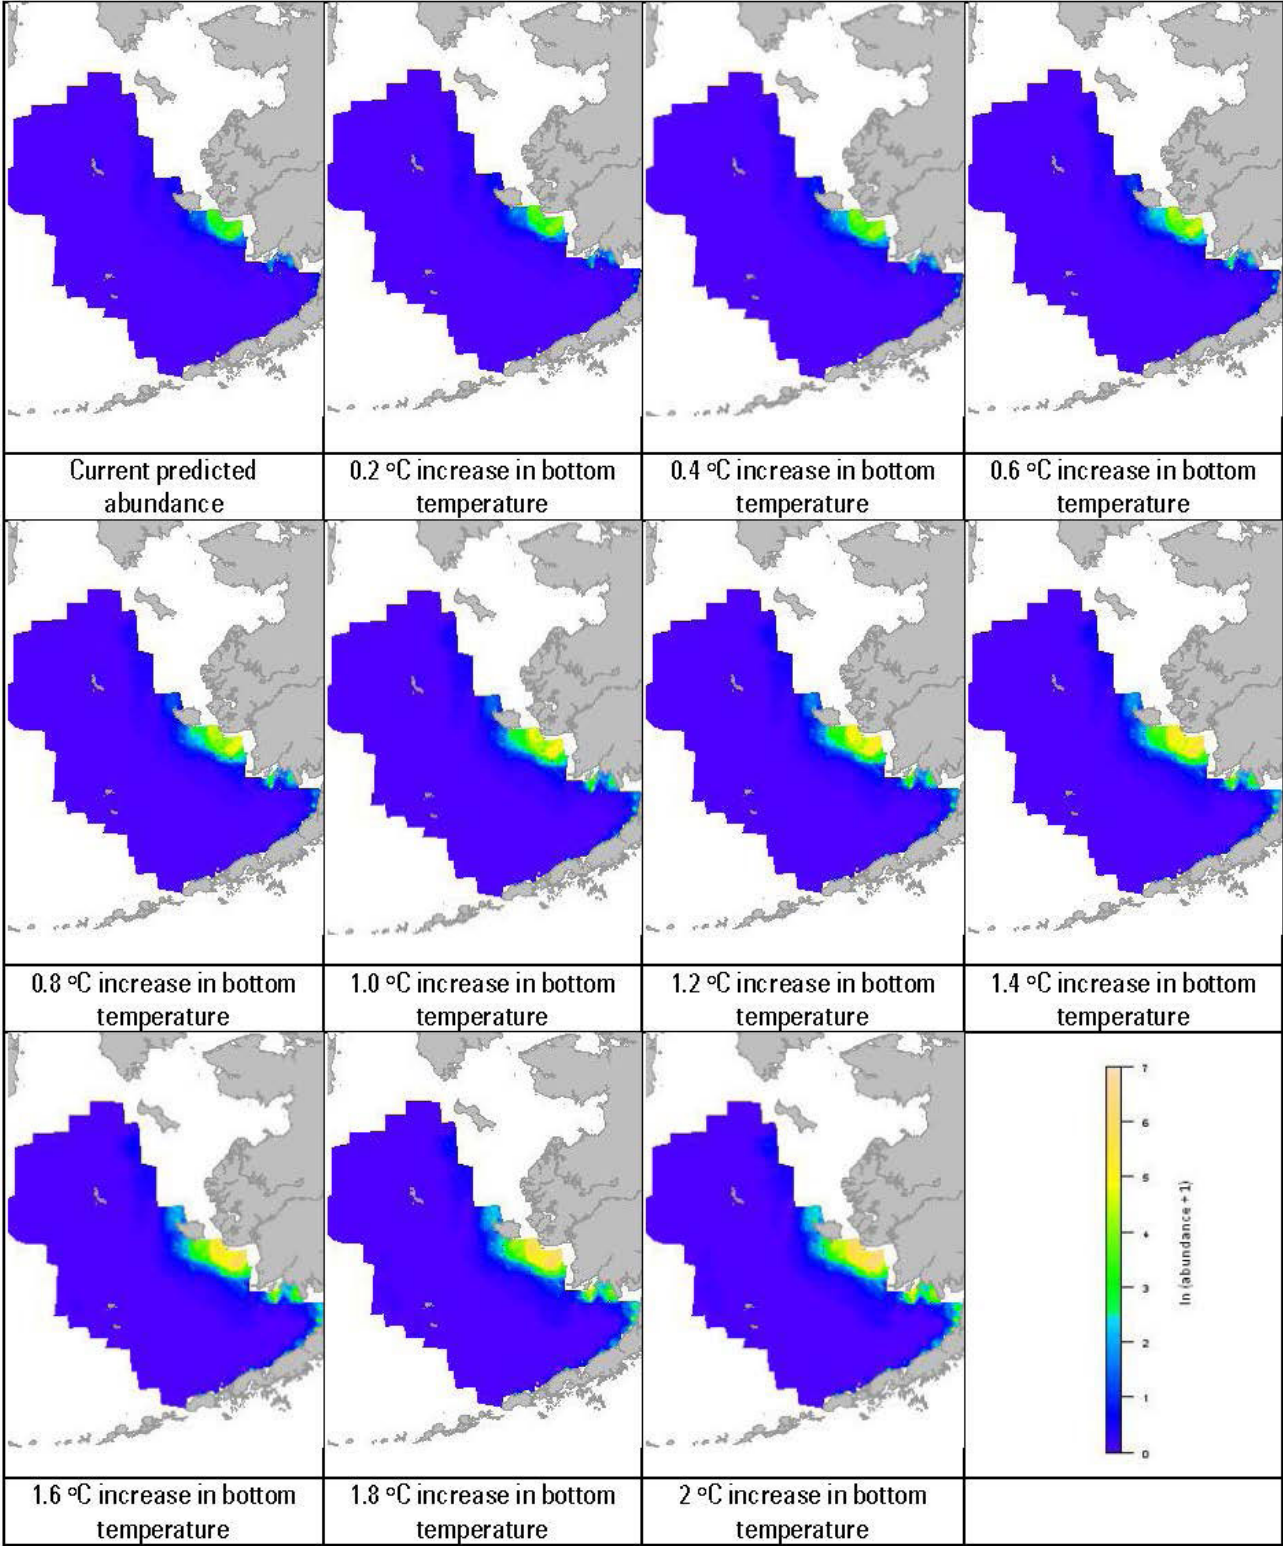 Current predicted
abundance
0.2 °C increase in bottom
temperature
0.4 °C increase in bottom
temperature
0.6 °C increase in bottom
temperature
0.8 °C increase in bottom
temperature
1.0 °C increase in bottom
temperature
1.2 °C increase in bottom
temperature
1.4 °C increase in bottom
temperature
7
6
5
4
3
2
1
0
ln (abundance + 1)
1.6 °C increase in bottom
temperature
1.8 °C increase in bottom
temperature
2 °C increase in bottom
temperature